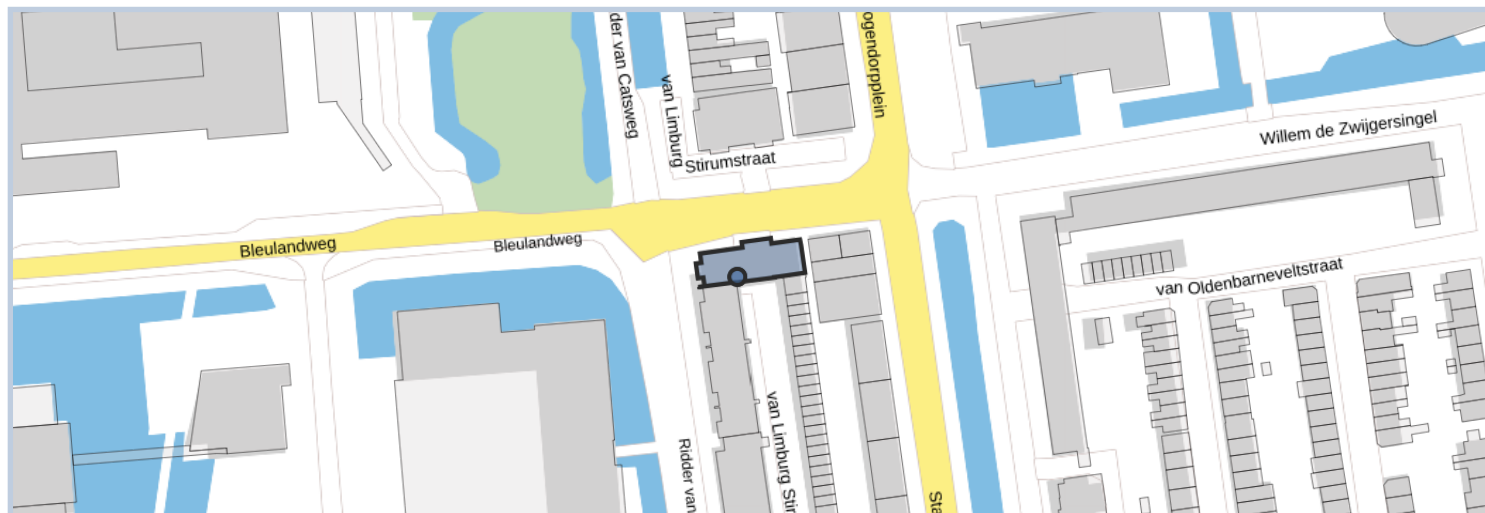 der van Catsweg
van Limburg
Stirumstraat
ogendorpplein
Willem de Zwijgersingel
Bleulandweg
Bleulandweg
van Oldenbarneveltstraat
Ridder van
van Limburg Stir
Sta